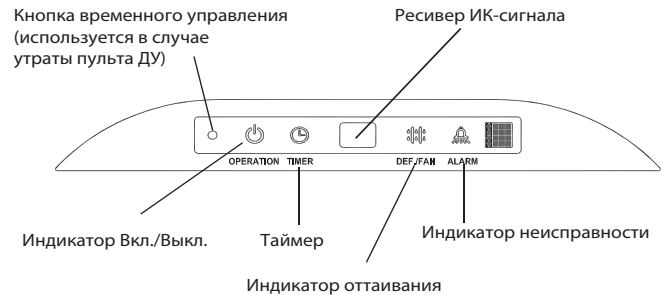 Кнопка временного управления
(используется в случае
утраты пульта ДУ)
Ресивер ИК-сигнала
OPERATION TIMER DEF./FAH ALARM
Индикатор Вкл./Выкл.
Таймер
Индикатор неисправности
Индикатор оттаивания